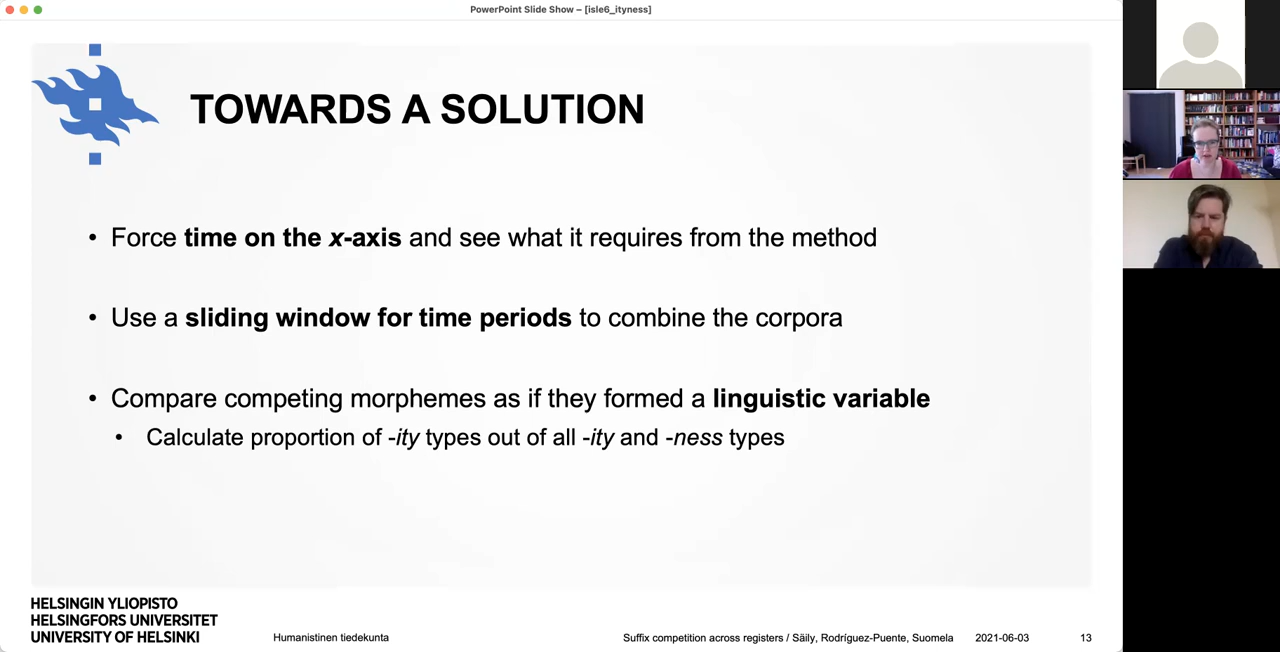 PowerPoint Slide Show – [isle6_ityness]
TOWARDS A SOLUTION
• Force time on the x-axis and see what it requires from the method
• Use a sliding window for time periods to combine the corpora
• Compare competing morphemes as if they formed a linguistic variable
• Calculate proportion of -ity types out of all -ity and -ness types
HELSINGIN YLIOPISTO
HELSINGFORS UNIVERSITET
UNIVERSITY OF HELSINKI
Humanistinen tiedekunta
Suffix competition across registers / Säily, Rodríguez-Puente, Suomela
2021-06-03
13